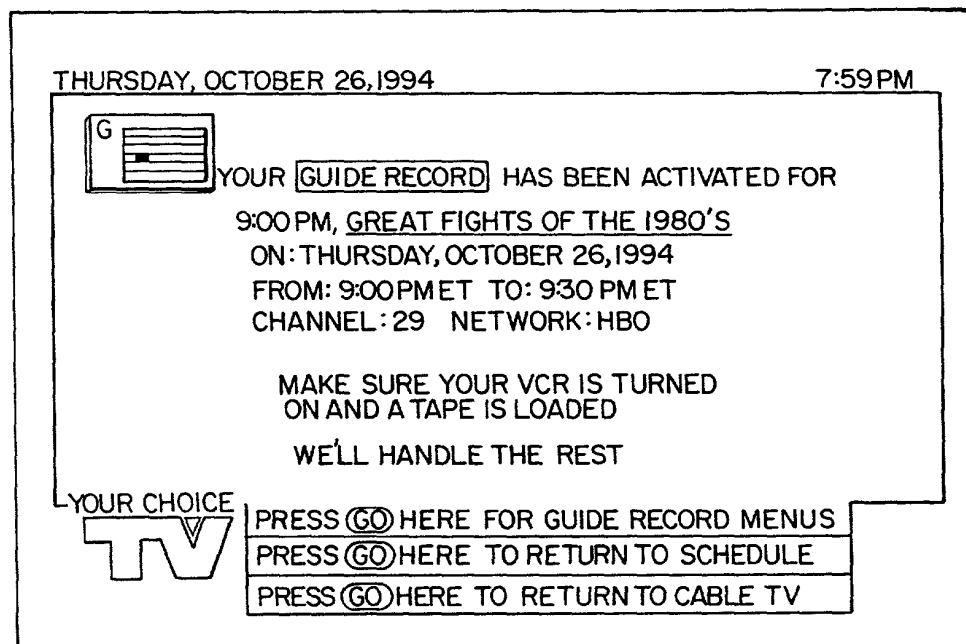 THURSDAY, OCTOBER 26,1994 7:59 PM
G
YOUR GUIDE RECORD HAS BEEN ACTIVATED FOR
9:00 PM, GREAT FIGHTS OF THE 1980'S
ON: THURSDAY, OCTOBER 26,1994
FROM: 9:00 PM ET TO: 9:30 PM ET
CHANNEL: 29 NETWORK: HBO
MAKE SURE YOUR VCR IS TURNED
ON AND A TAPE IS LOADED
WE'LL HANDLE THE REST
YOUR CHOICE
TV
PRESS GO HERE FOR GUIDE RECORD MENUS
PRESS GO HERE TO RETURN TO SCHEDULE
PRESS GO HERE TO RETURN TO CABLE TV